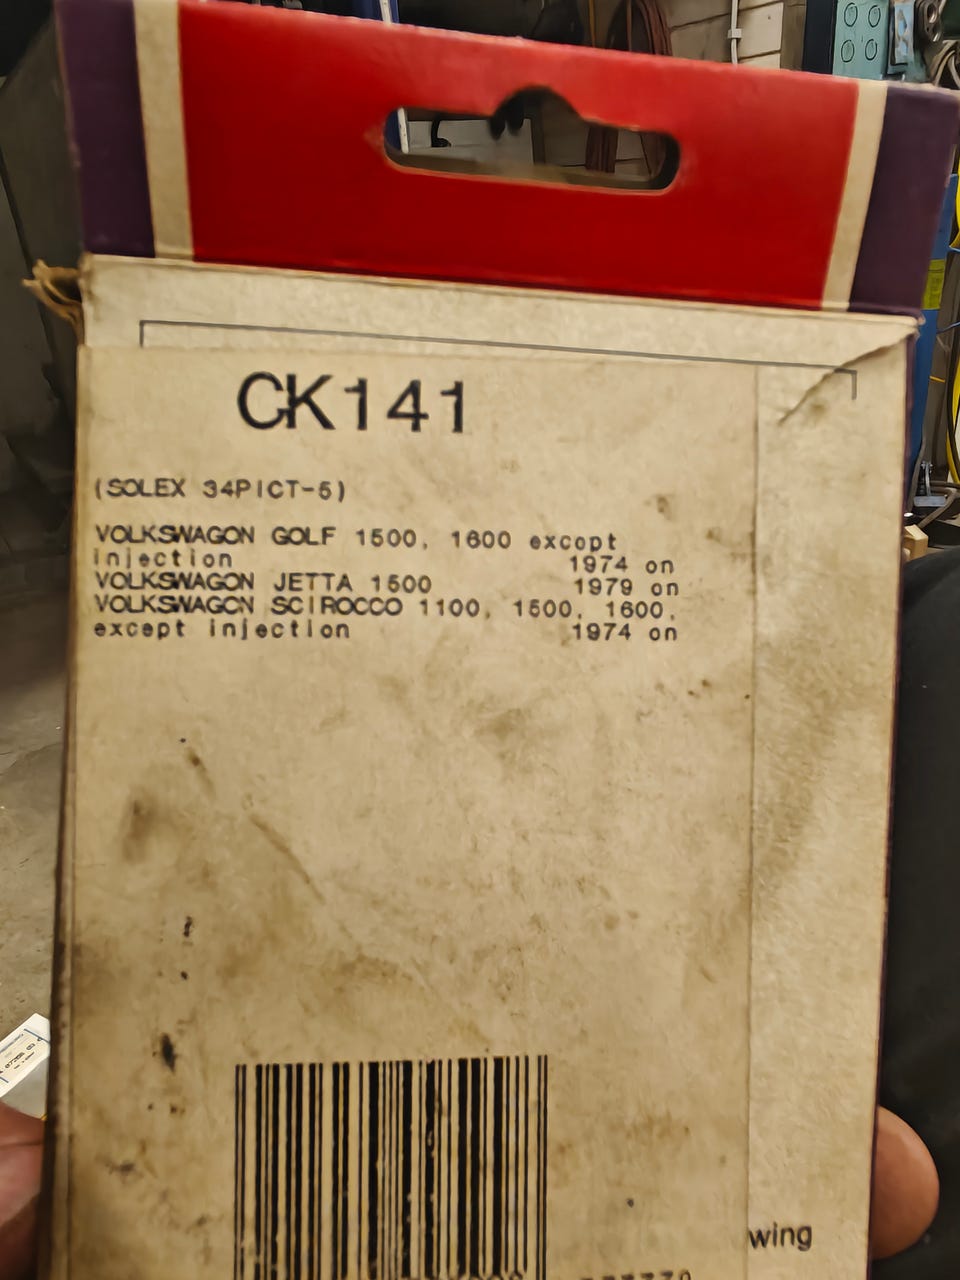 CK141
(SOLEX 34PICT-5)
VOLKSWAGON GOLF 1500, 1600 except
injection 1974 on
VOLKSWAGON JETTA 1500 1979 on
VOLKSWAGON SCIROCCO 1100, 1500, 1600,
except injection 1974 on
wing